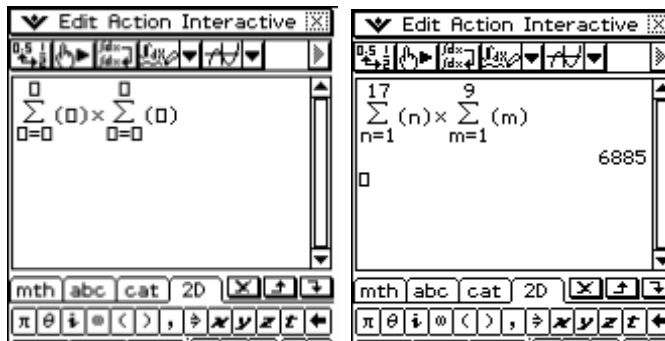 Edit Action Interactive
□ □
∑ (□)× ∑ (□)
□=□ □=□
mth abc cat 2D
π θ i ∞ ( ) , ⇒ x y z t
Edit Action Interactive
17 9
∑ (n)× ∑ (m)
n=1 m=1
6885
□
mth abc cat 2D
π θ i ∞ ( ) , ⇒ x y z t